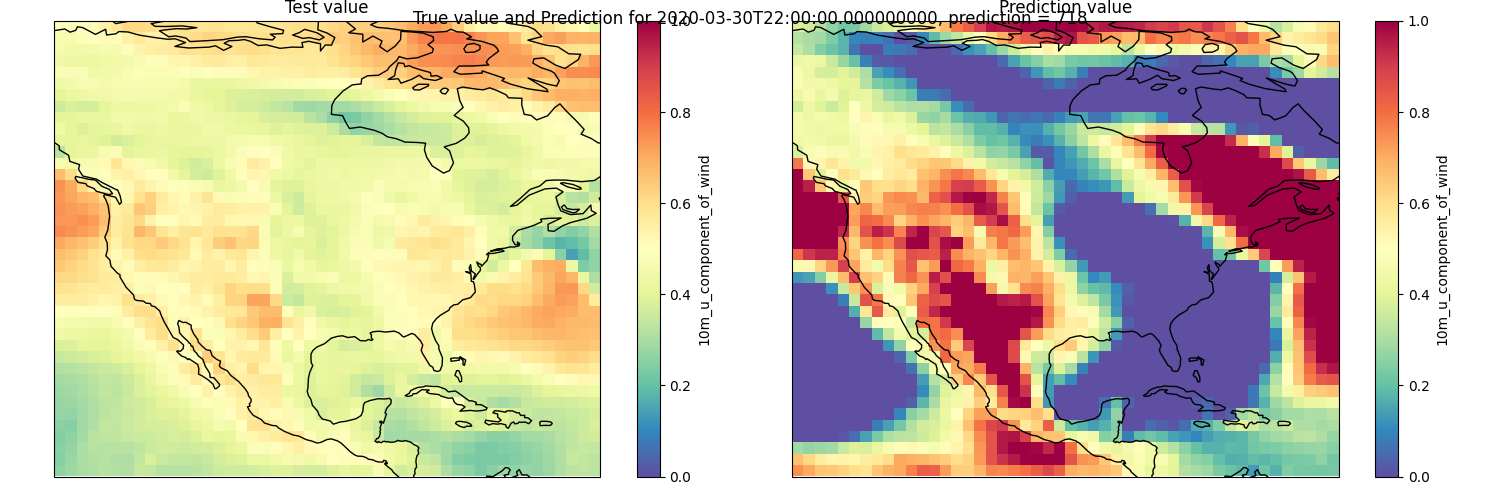 Test value
Prediction value
True value and Prediction for 2020-03-30T22:00:00.000000000, prediction = 718
1.0
0.8
0.6
0.4
0.2
0.0
10m_u_component_of_wind
1.0
0.8
0.6
0.4
0.2
0.0
10m_u_component_of_wind